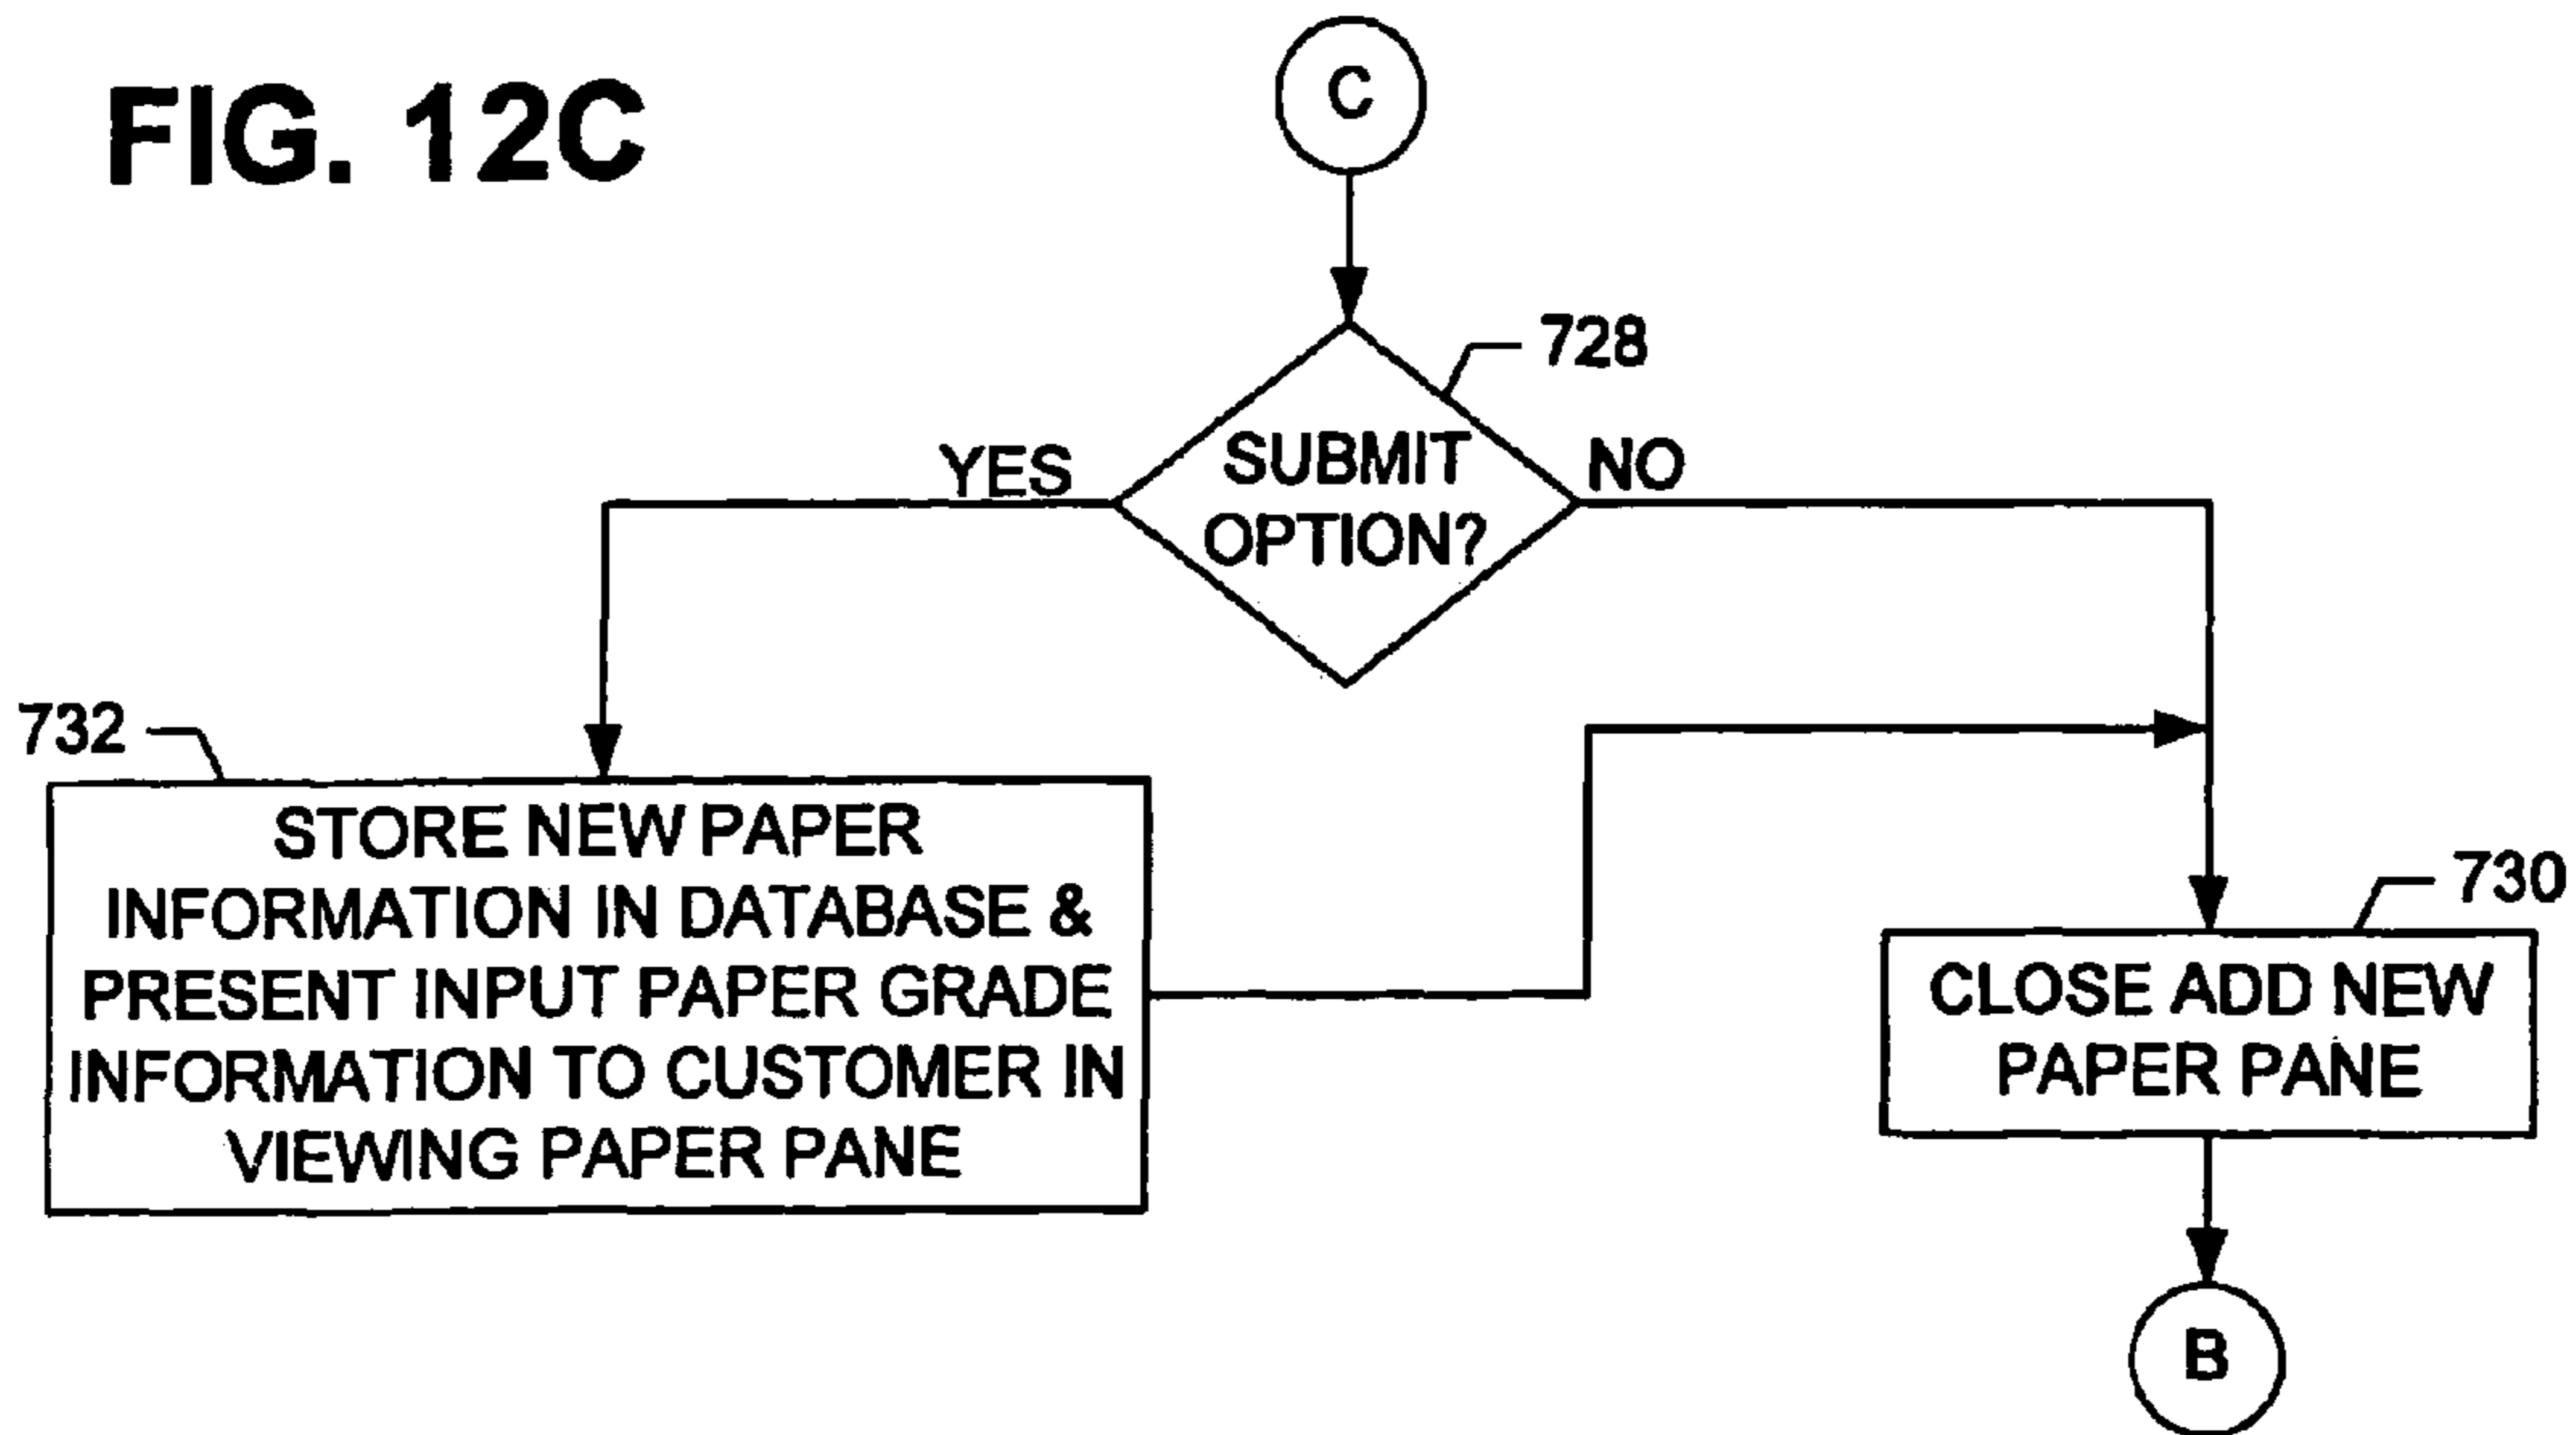 FIG. 12C
C
728
SUBMIT
OPTION?
YES
NO
732
STORE NEW PAPER
INFORMATION IN DATABASE &
PRESENT INPUT PAPER GRADE
INFORMATION TO CUSTOMER IN
VIEWING PAPER PANE
730
CLOSE ADD NEW
PAPER PANE
B